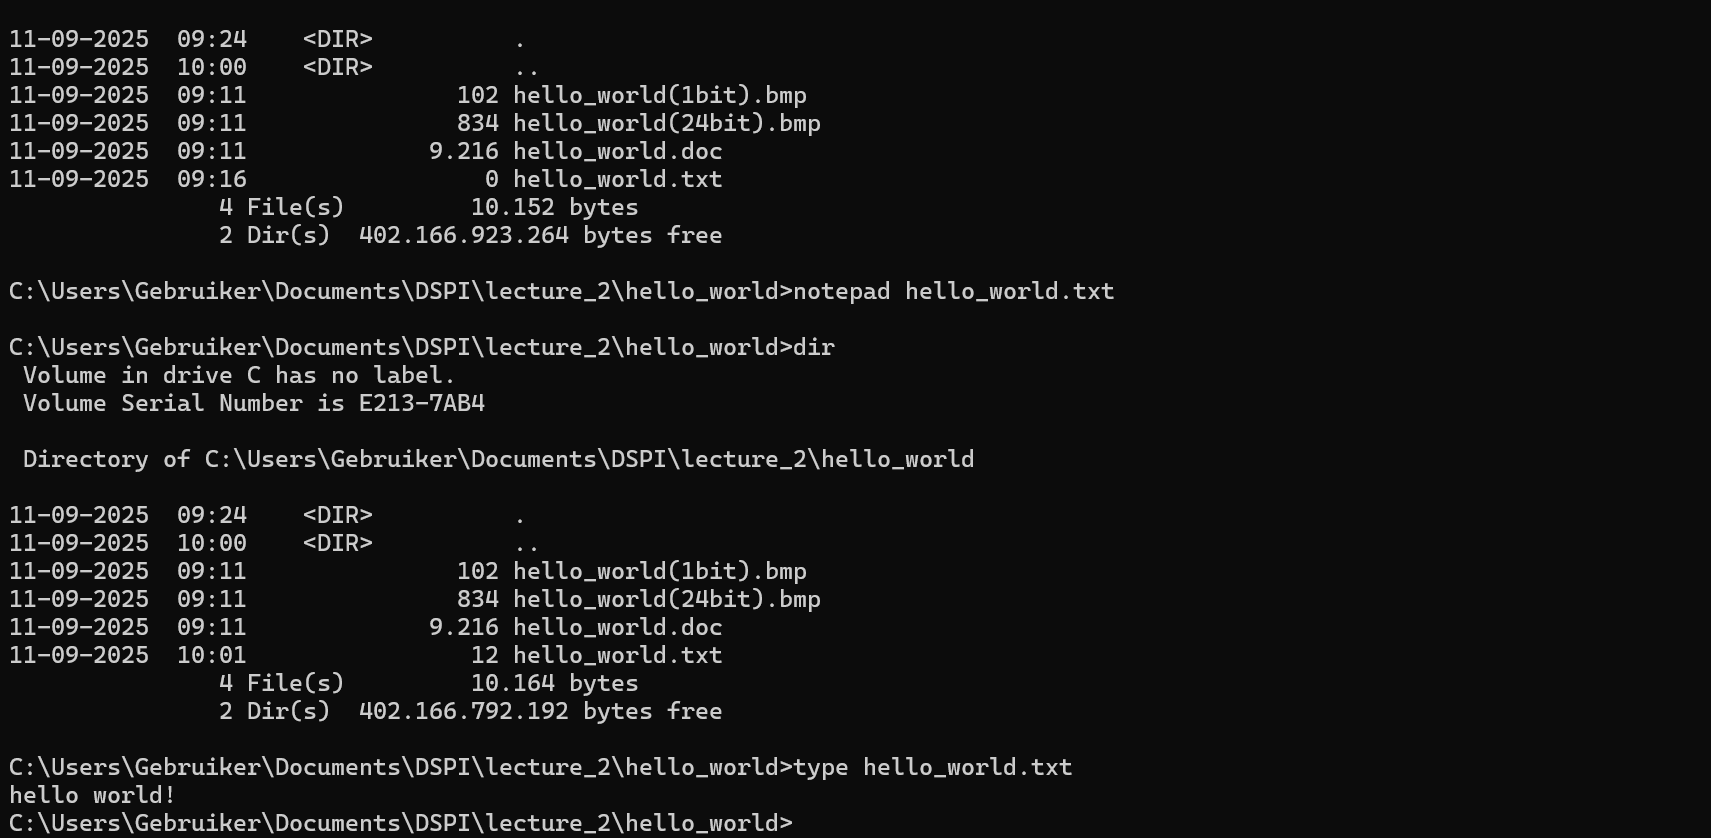 11-09-2025  09:24    <DIR>          .
11-09-2025  10:00    <DIR>          ..
11-09-2025  09:11               102 hello_world(1bit).bmp
11-09-2025  09:11               834 hello_world(24bit).bmp
11-09-2025  09:11             9.216 hello_world.doc
11-09-2025  09:16                 0 hello_world.txt
               4 File(s)         10.152 bytes
               2 Dir(s)  402.166.923.264 bytes free
C:\Users\Gebruiker\Documents\DSPI\lecture_2\hello_world>notepad hello_world.txt
C:\Users\Gebruiker\Documents\DSPI\lecture_2\hello_world>dir
 Volume in drive C has no label.
 Volume Serial Number is E213-7AB4
 Directory of C:\Users\Gebruiker\Documents\DSPI\lecture_2\hello_world
11-09-2025  09:24    <DIR>          .
11-09-2025  10:00    <DIR>          ..
11-09-2025  09:11               102 hello_world(1bit).bmp
11-09-2025  09:11               834 hello_world(24bit).bmp
11-09-2025  09:11             9.216 hello_world.doc
11-09-2025  10:01                12 hello_world.txt
               4 File(s)         10.164 bytes
               2 Dir(s)  402.166.792.192 bytes free
C:\Users\Gebruiker\Documents\DSPI\lecture_2\hello_world>type hello_world.txt
hello world!
C:\Users\Gebruiker\Documents\DSPI\lecture_2\hello_world>